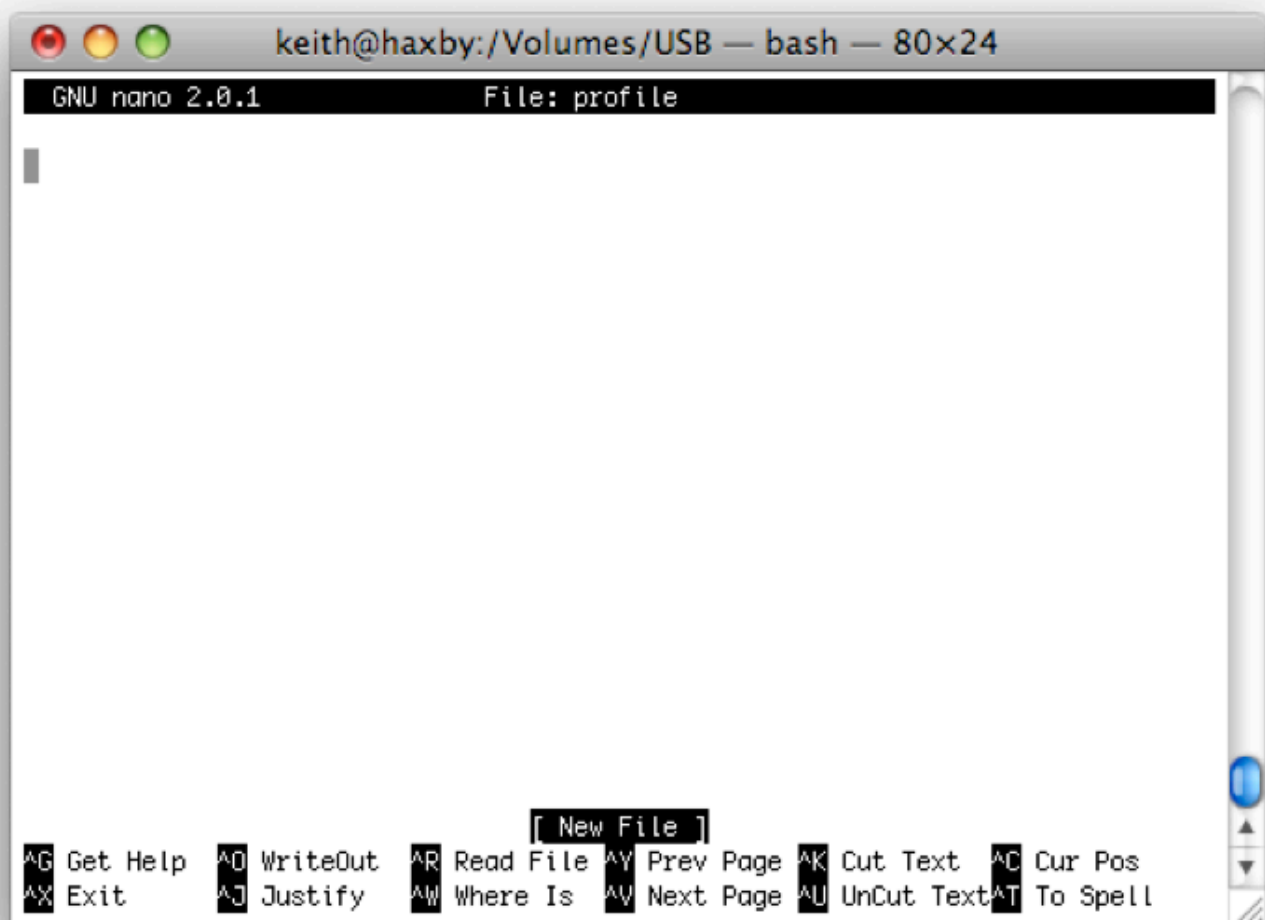 keith@haxby:/Volumes/USB — bash — 80×24
GNU nano 2.0.1 File: profile
[ New File ]
^G Get Help ^O WriteOut ^R Read File ^Y Prev Page ^K Cut Text ^C Cur Pos
^X Exit ^J Justify ^W Where Is ^V Next Page ^U UnCut Text ^T To Spell